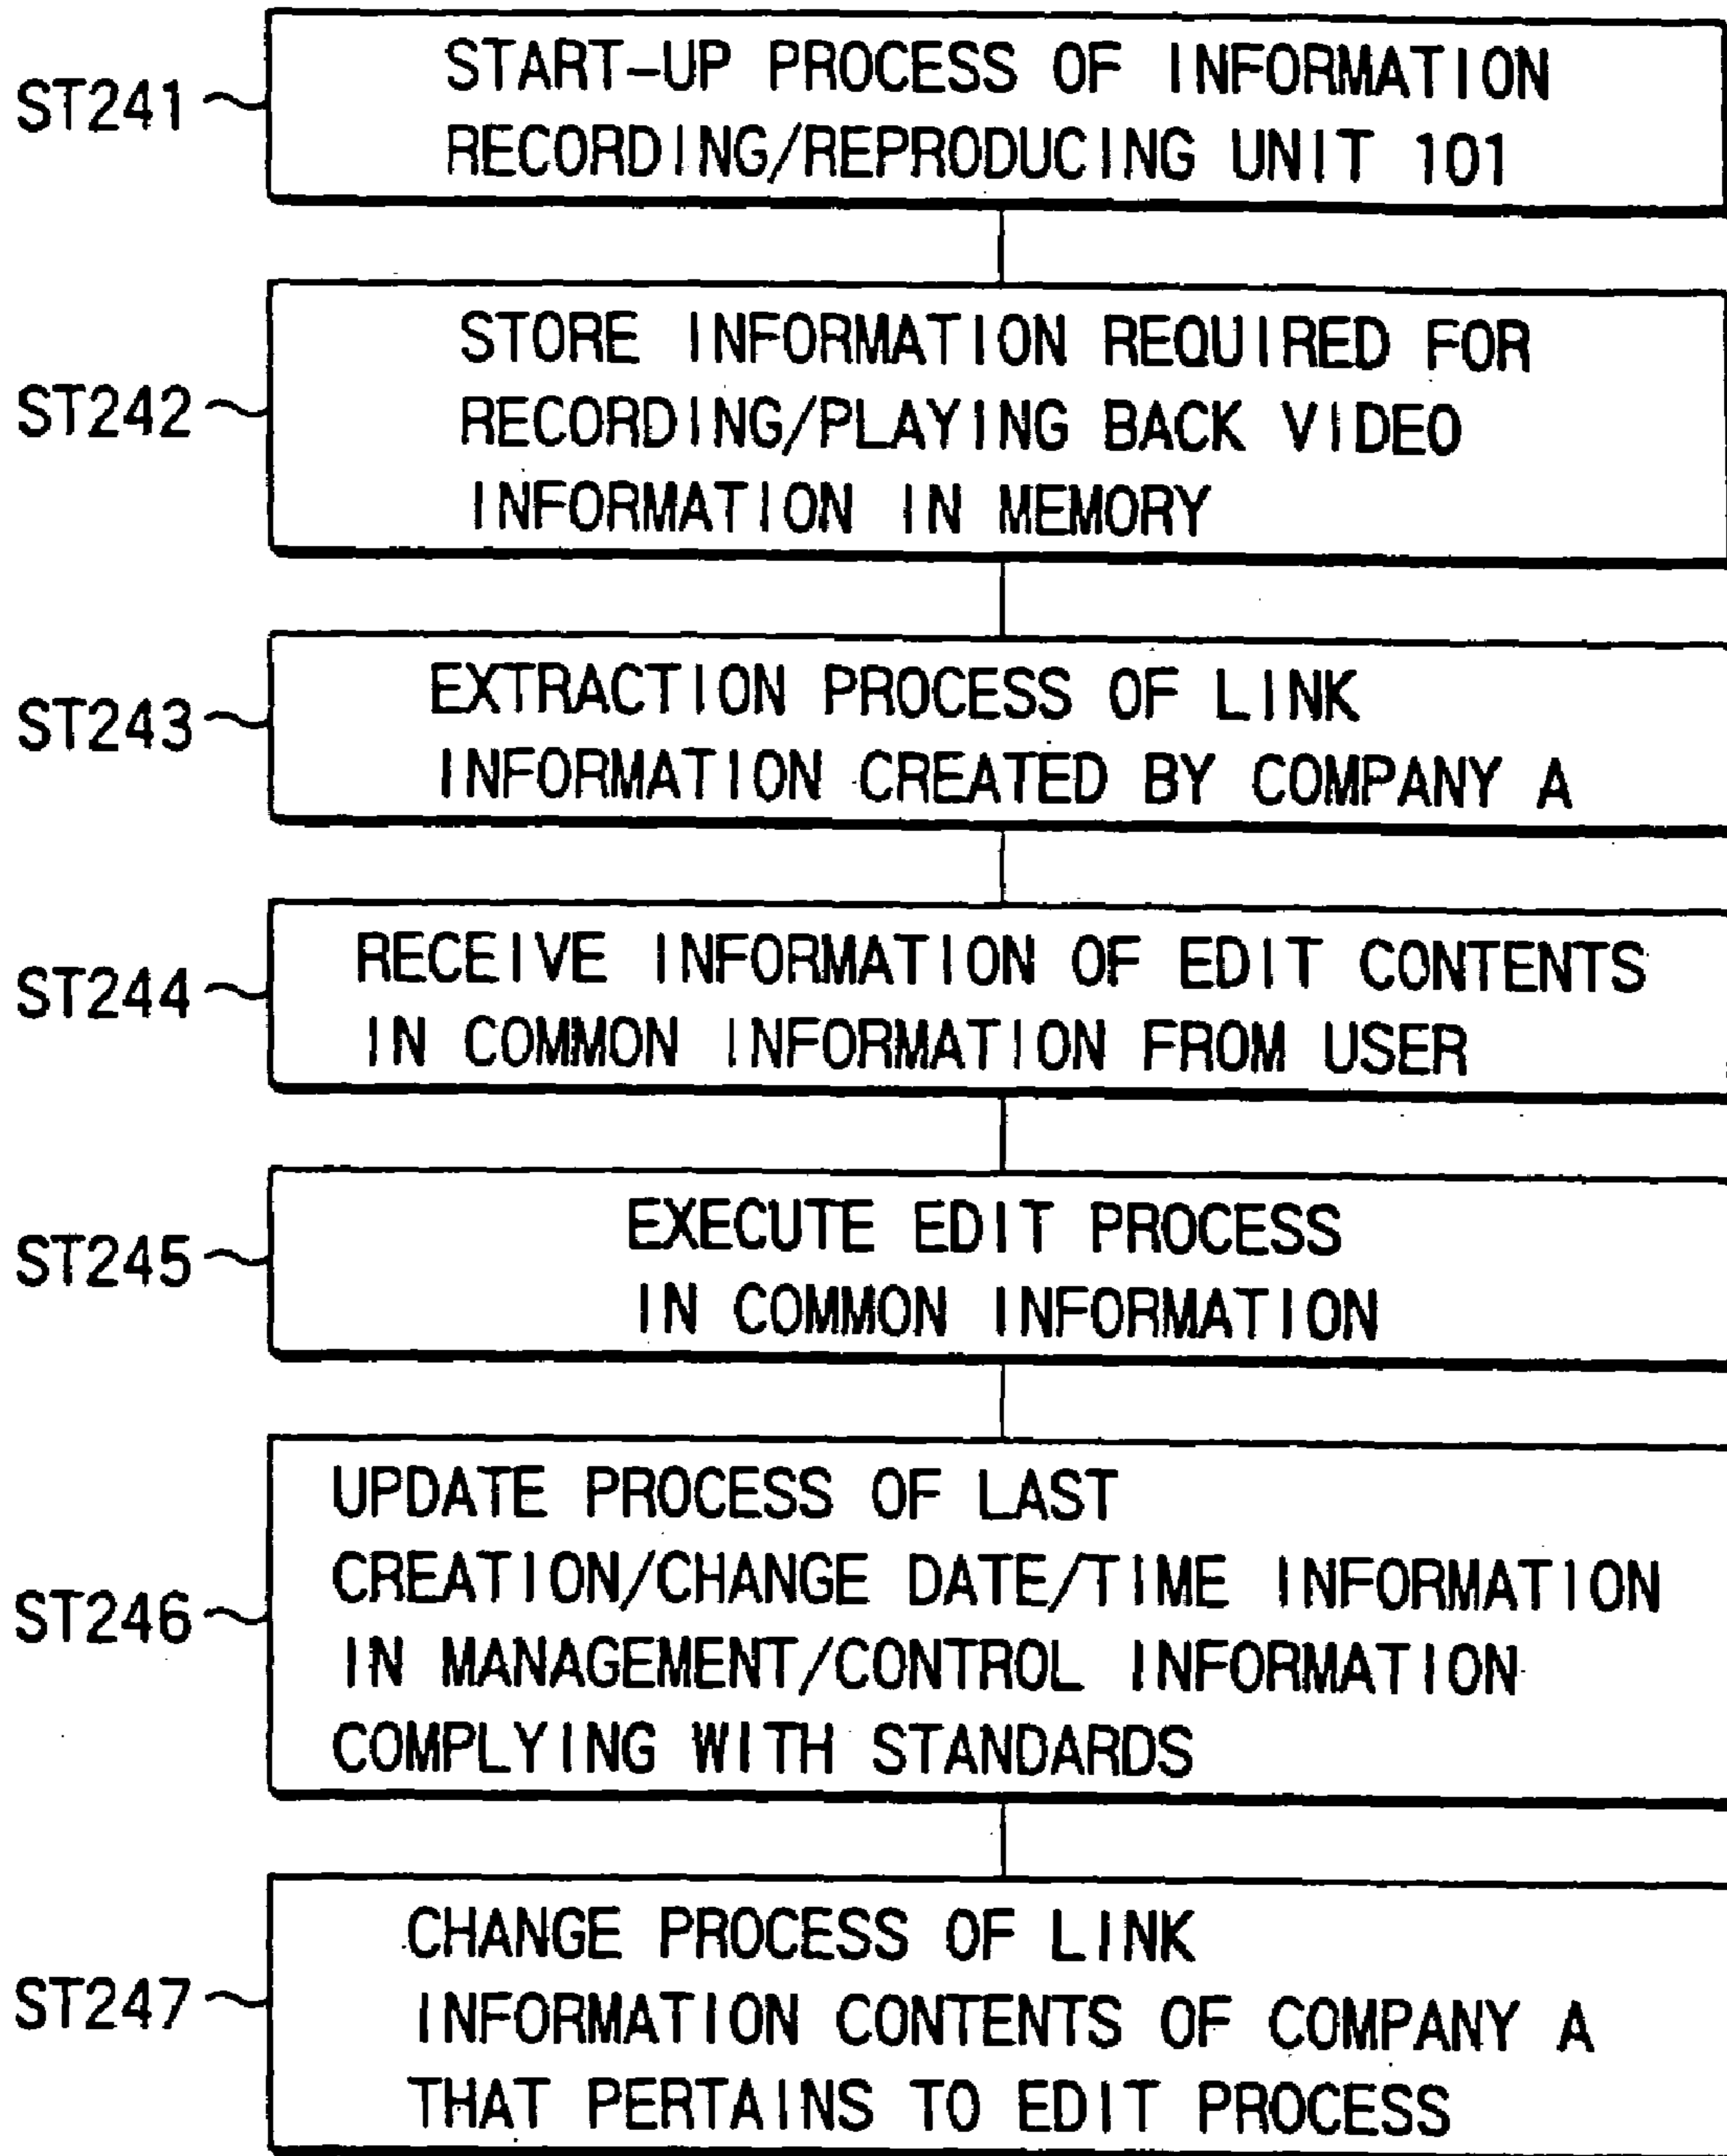 ST241
START-UP PROCESS OF INFORMATION
RECORDING/REPRODUCING UNIT 101
ST242
STORE INFORMATION REQUIRED FOR
RECORDING/PLAYING BACK VIDEO
INFORMATION IN MEMORY
ST243
EXTRACTION PROCESS OF LINK
INFORMATION CREATED BY COMPANY A
ST244
RECEIVE INFORMATION OF EDIT CONTENTS
IN COMMON INFORMATION FROM USER
ST245
EXECUTE EDIT PROCESS
IN COMMON INFORMATION
ST246
UPDATE PROCESS OF LAST
CREATION/CHANGE DATE/TIME INFORMATION
IN MANAGEMENT/CONTROL INFORMATION
COMPLYING WITH STANDARDS
ST247
CHANGE PROCESS OF LINK
INFORMATION CONTENTS OF COMPANY A
THAT PERTAINS TO EDIT PROCESS